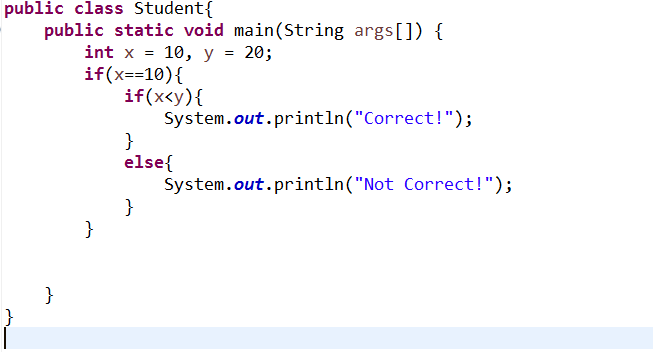 public class Student{
    public static void main(String args[]) {
        int x = 10, y = 20;
        if(x==10){
            if(x<y){
                System.out.println("Correct!");
            }
            else{
                System.out.println("Not Correct!");
            }
        }
    }
}